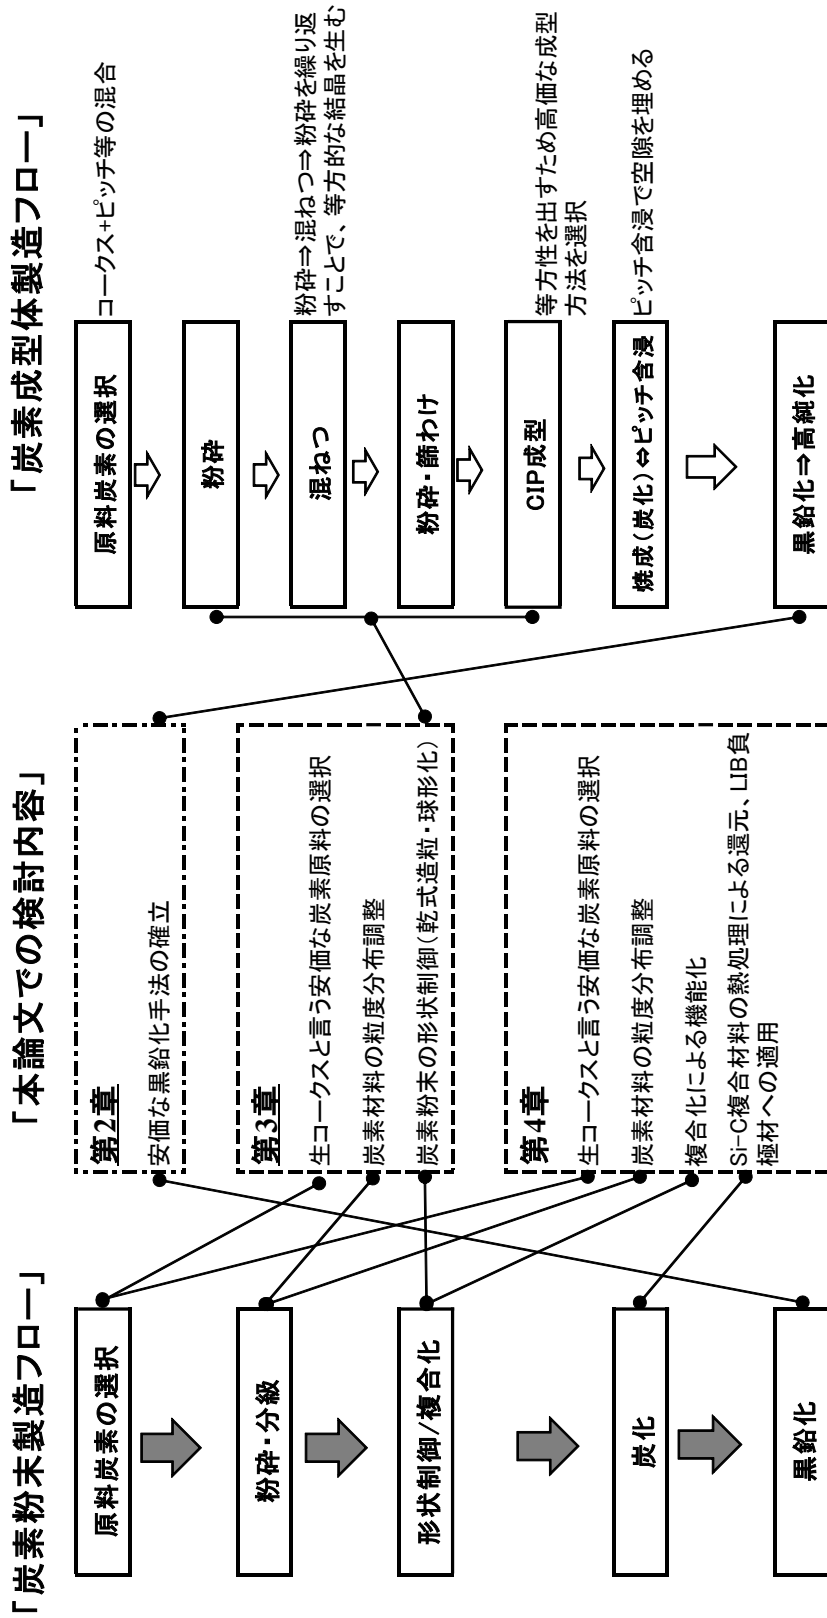 「炭素粉末製造フロー」
原料炭素の選択
粉砕・分級
形状制御/複合化
炭化
黒鉛化
「本論文での検討内容」
第2章
安価な黒鉛化手法の確立
第3章
生コークスと言う安価な炭素原料の選択
炭素材料の粒度分布調整
炭素粉末の形状制御(乾式造粒・球形化)
第4章
生コークスと言う安価な炭素原料の選択
炭素材料の粒度分布調整
複合化による機能化
Si-C複合材料の熱処理による還元、LIB負
極材への適用
「炭素成型体製造フロー」
原料炭素の選択
コークス+ピッチ等の混合
粉砕
混ねつ
粉砕⇒混ねつ⇒粉砕を繰り返
すことで、等方的な結晶を生む
粉砕・篩わけ
CIP成型
等方性を出すため高価な成型
方法を選択
焼成(炭化)⇔ピッチ含浸
ピッチ含浸で空隙を埋める
黒鉛化⇒高純化